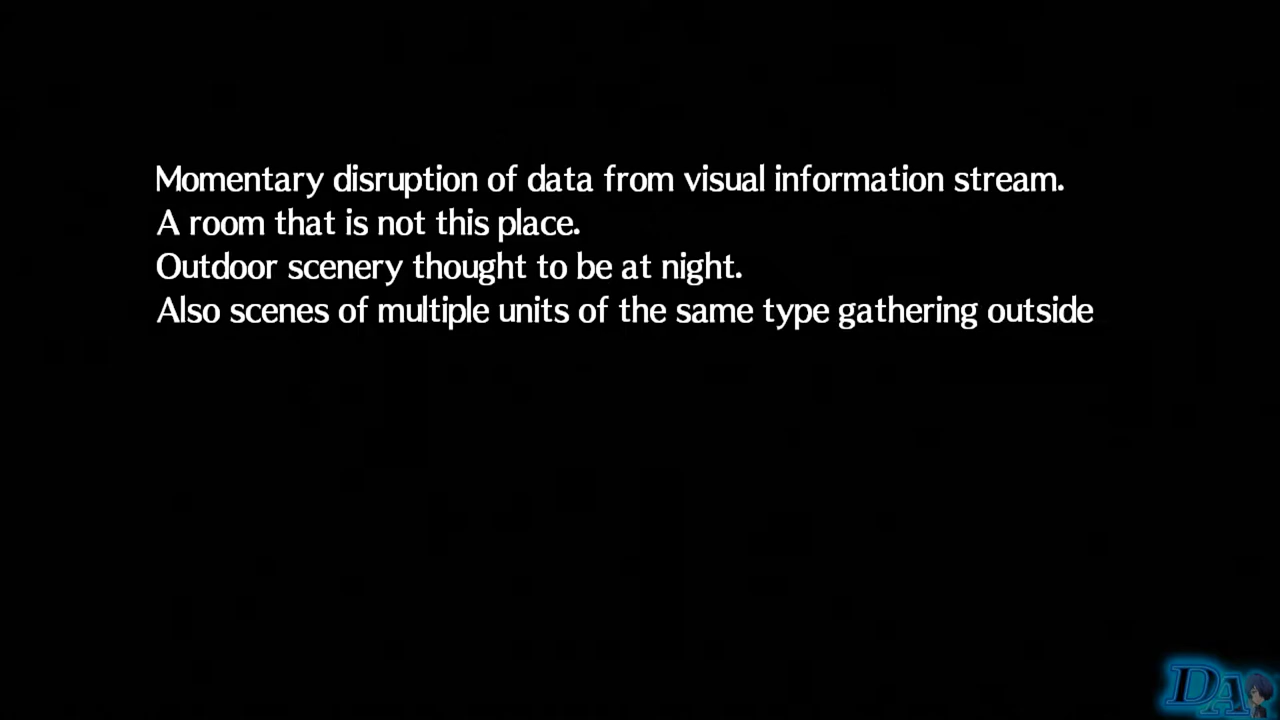 Momentary disruption of data from visual information stream.
A room that is not this place.
Outdoor scenery thought to be at night.
Also scenes of multiple units of the same type gathering outside
DA